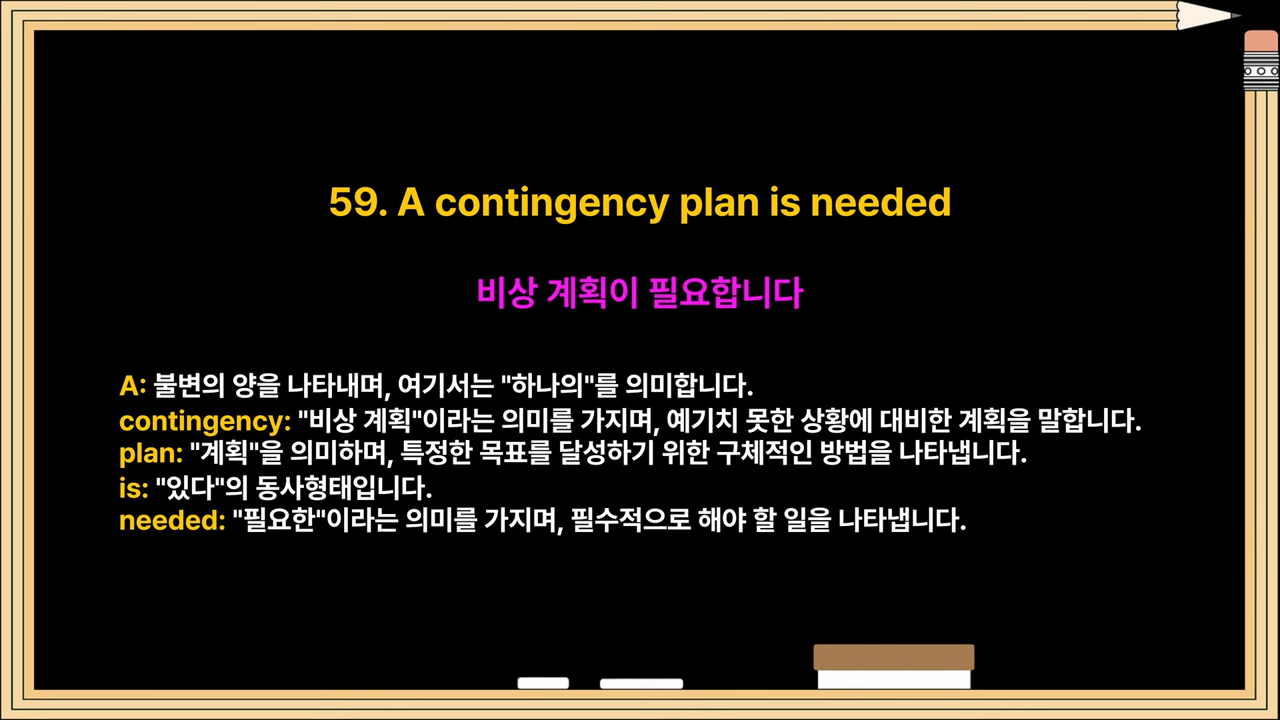 59. A contingency plan is needed
비상 계획이 필요합니다
A: 불변의 양을 나타내며, 여기서는 "하나의"를 의미합니다.
contingency: "비상 계획"이라는 의미를 가지며, 예기치 못한 상황에 대비한 계획을 말합니다.
plan: "계획"을 의미하며, 특정한 목표를 달성하기 위한 구체적인 방법을 나타냅니다.
is: "있다"의 동사형태입니다.
needed: "필요한"이라는 의미를 가지며, 필수적으로 해야 할 일을 나타냅니다.